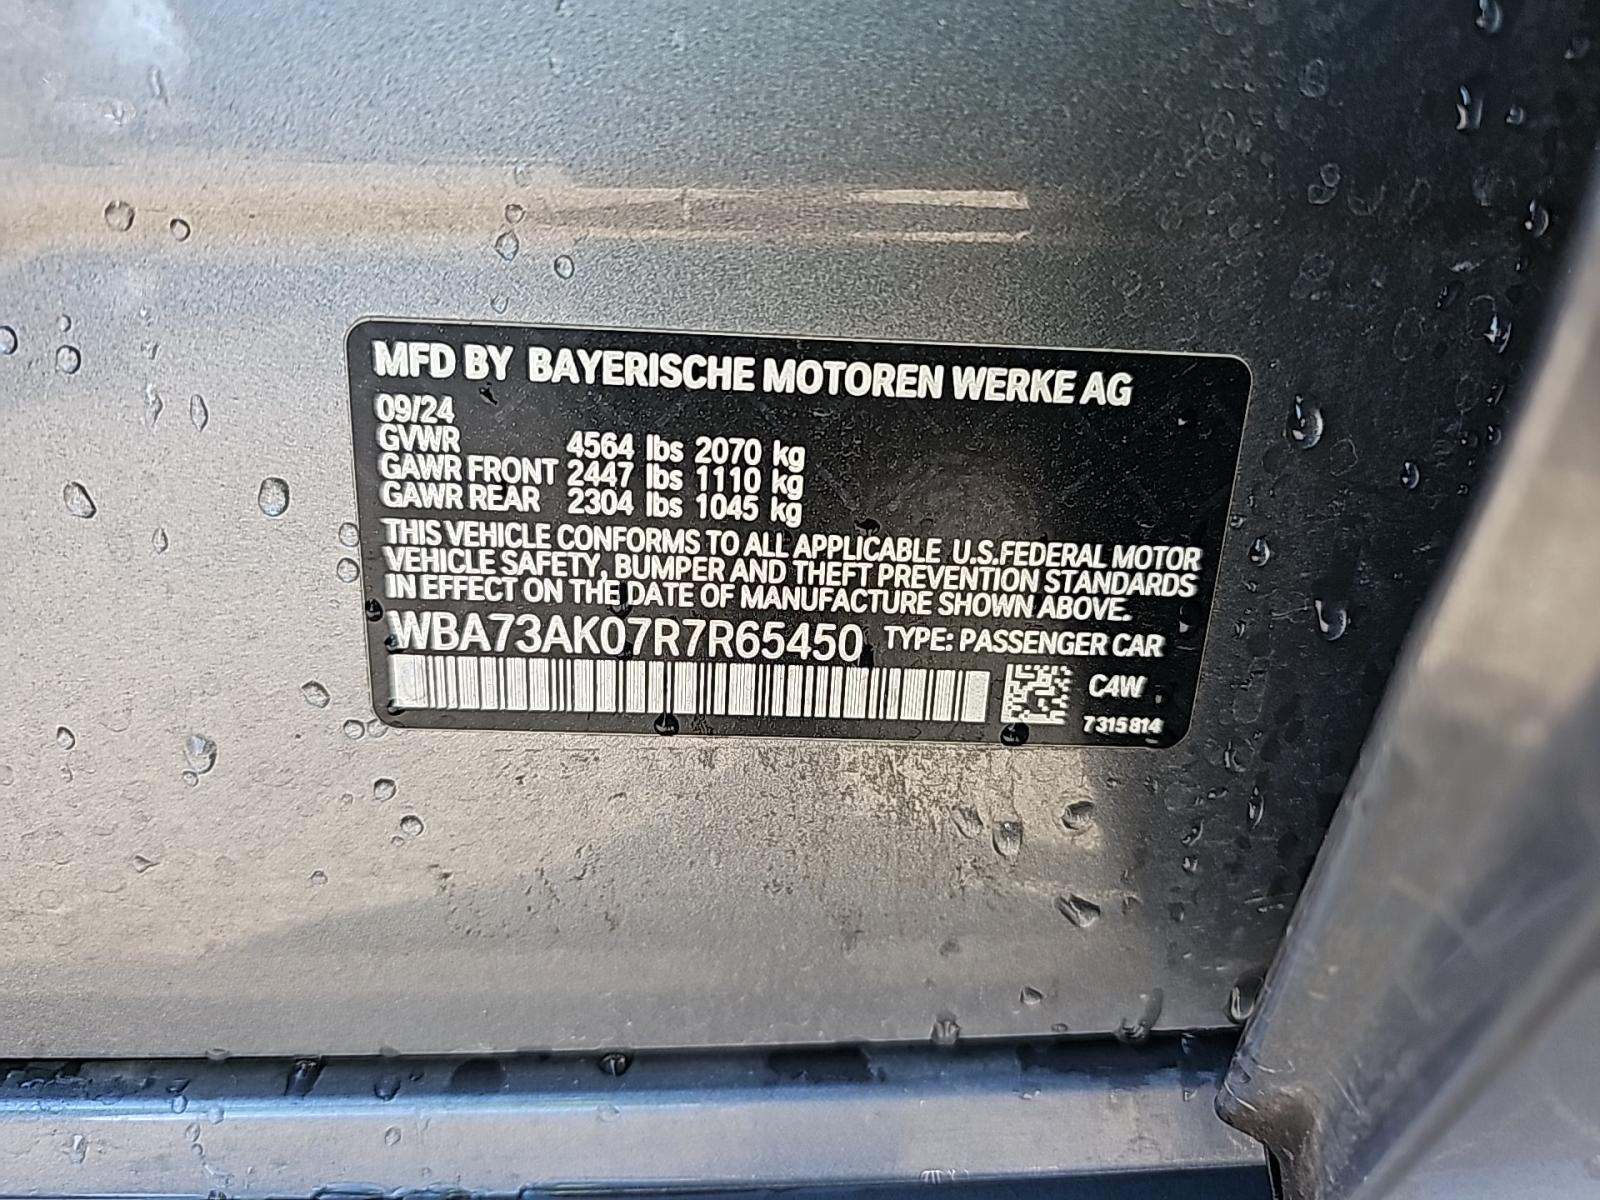 MFD BY BAYERISCHE MOTOREN WERKE AG
09/24
GVWR 4564 lbs 2070 kg
GAWR FRONT 2447 lbs 1110 kg
GAWR REAR 2304 lbs 1045 kg
THIS VEHICLE CONFORMS TO ALL APPLICABLE U.S.FEDERAL MOTOR
VEHICLE SAFETY, BUMPER AND THEFT PREVENTION STANDARDS
IN EFFECT ON THE DATE OF MANUFACTURE SHOWN ABOVE.
WBA73AK07R7R65450 TYPE: PASSENGER CAR
C4W
7315814